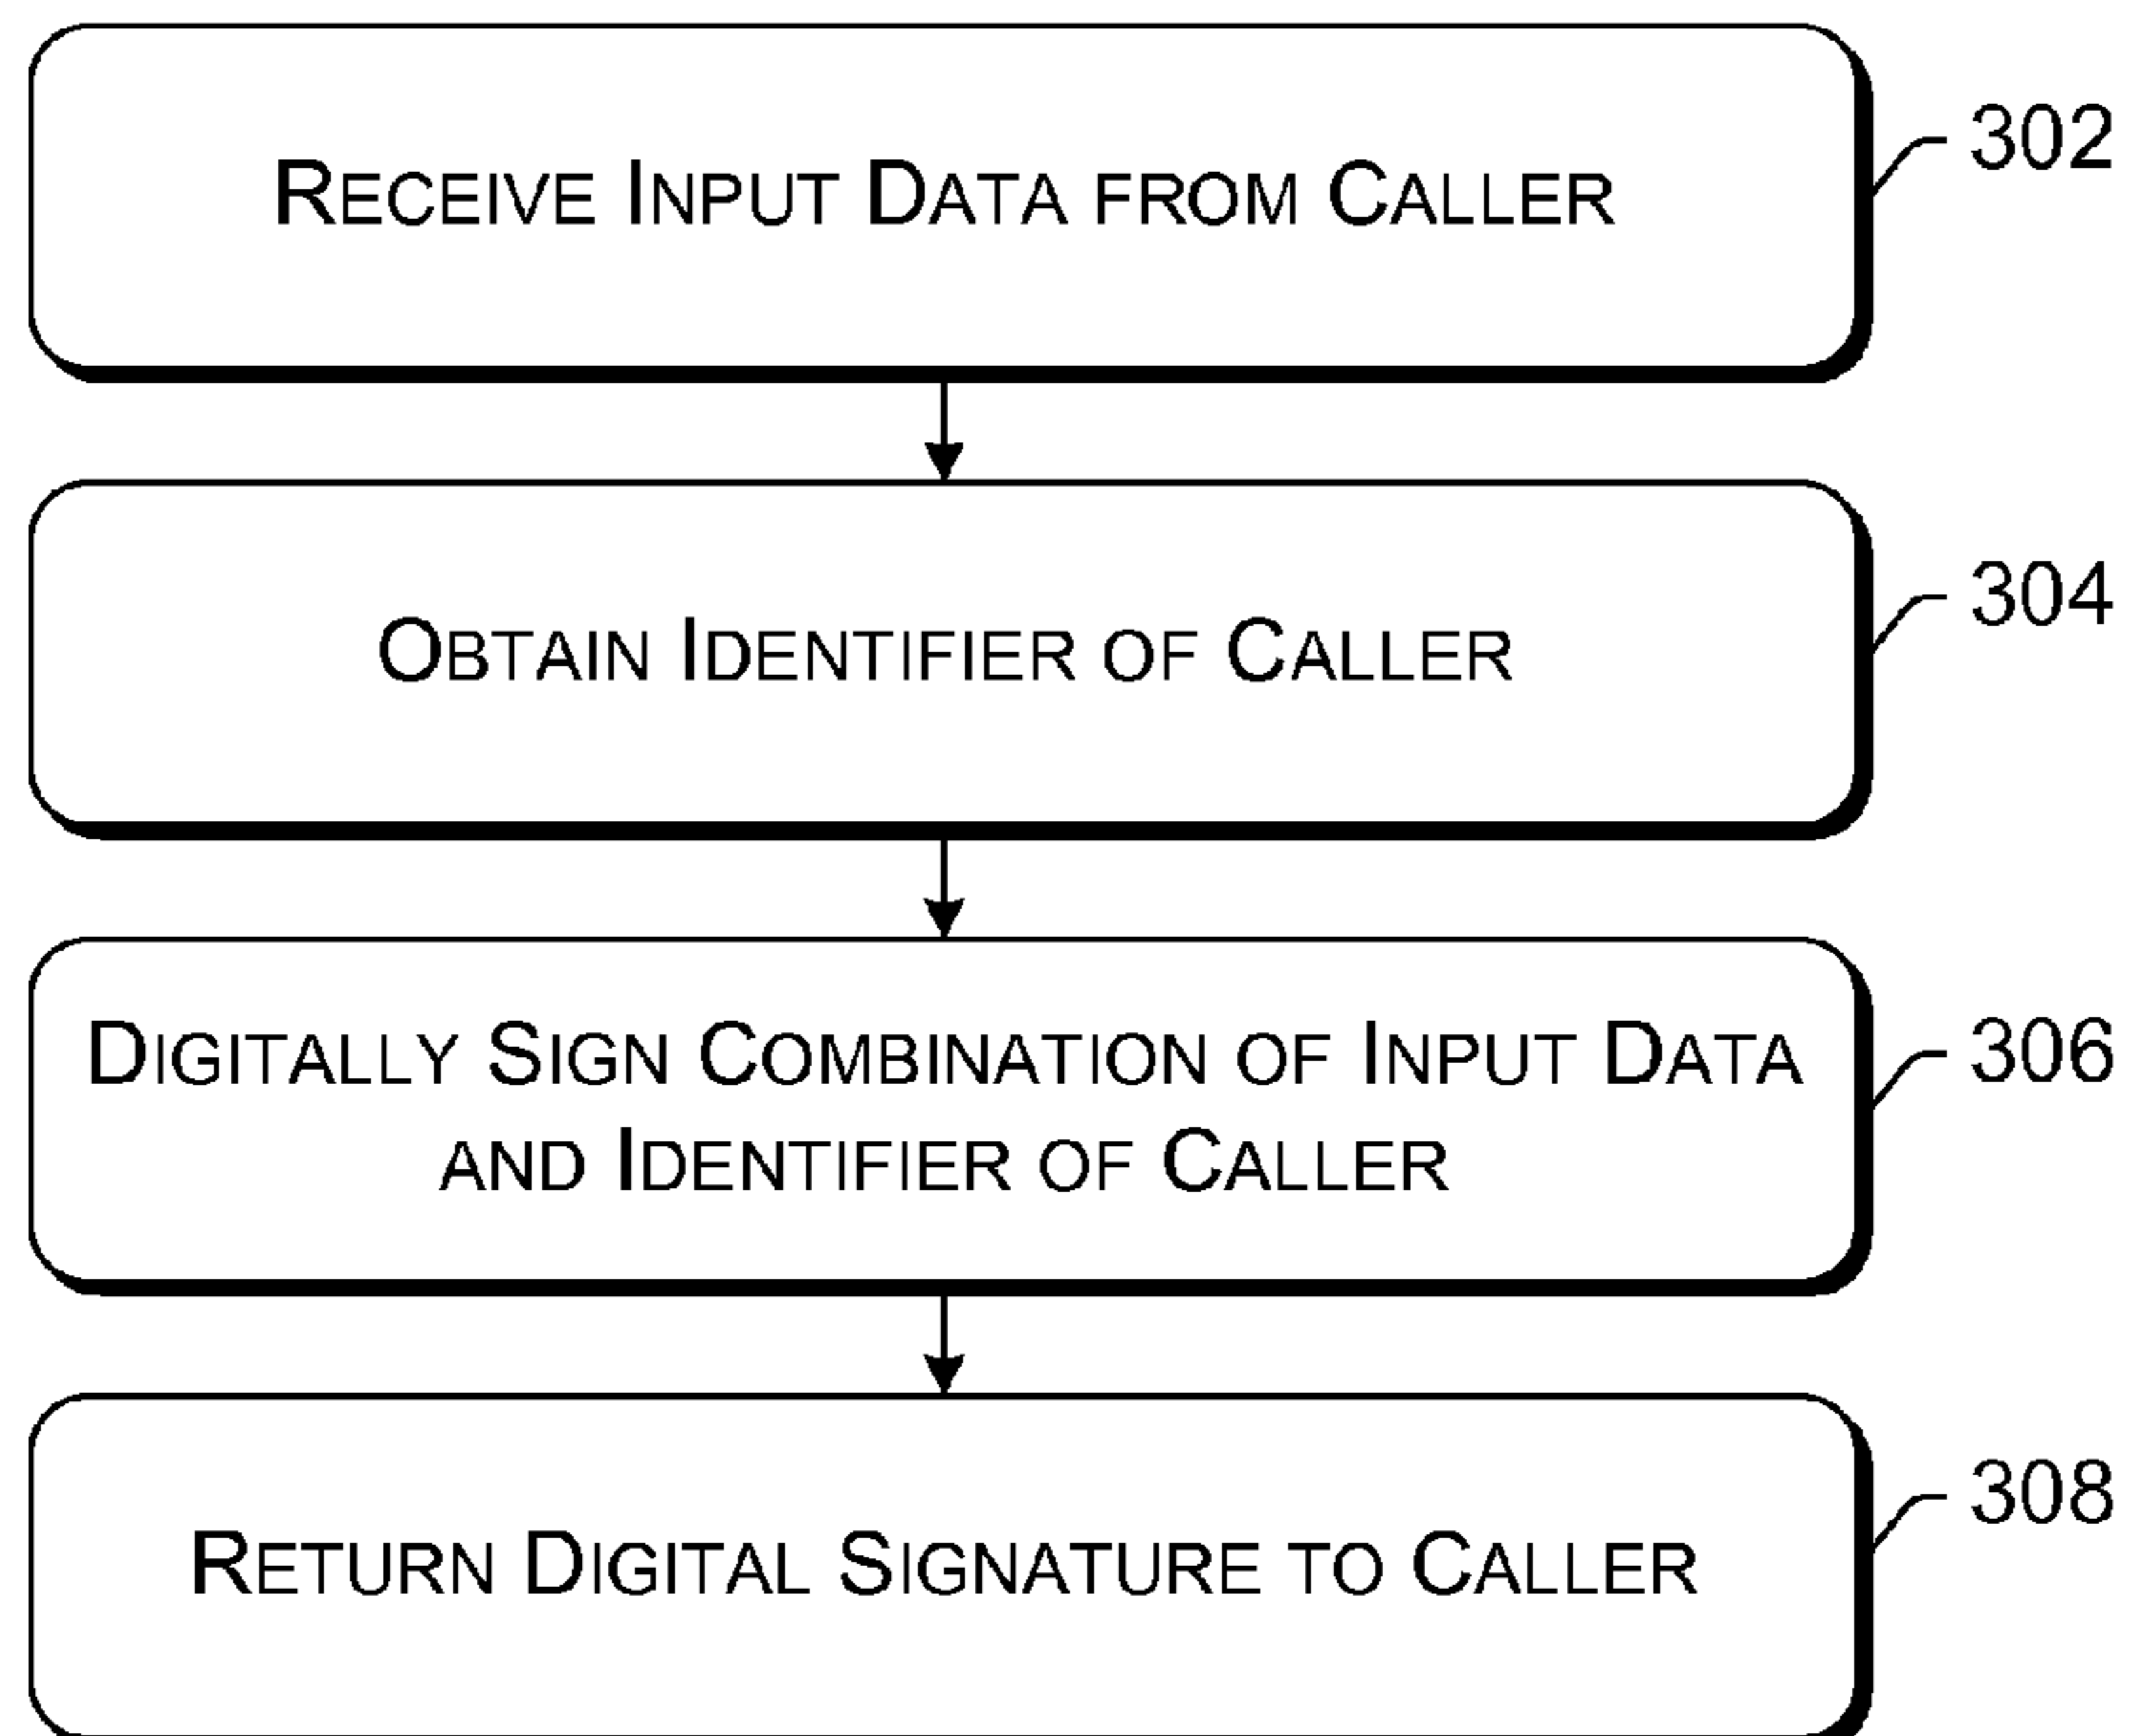 RECEIVE INPUT DATA FROM CALLER
302
OBTAIN IDENTIFIER OF CALLER
304
DIGITALLY SIGN COMBINATION OF INPUT DATA
AND IDENTIFIER OF CALLER
306
RETURN DIGITAL SIGNATURE TO CALLER
308